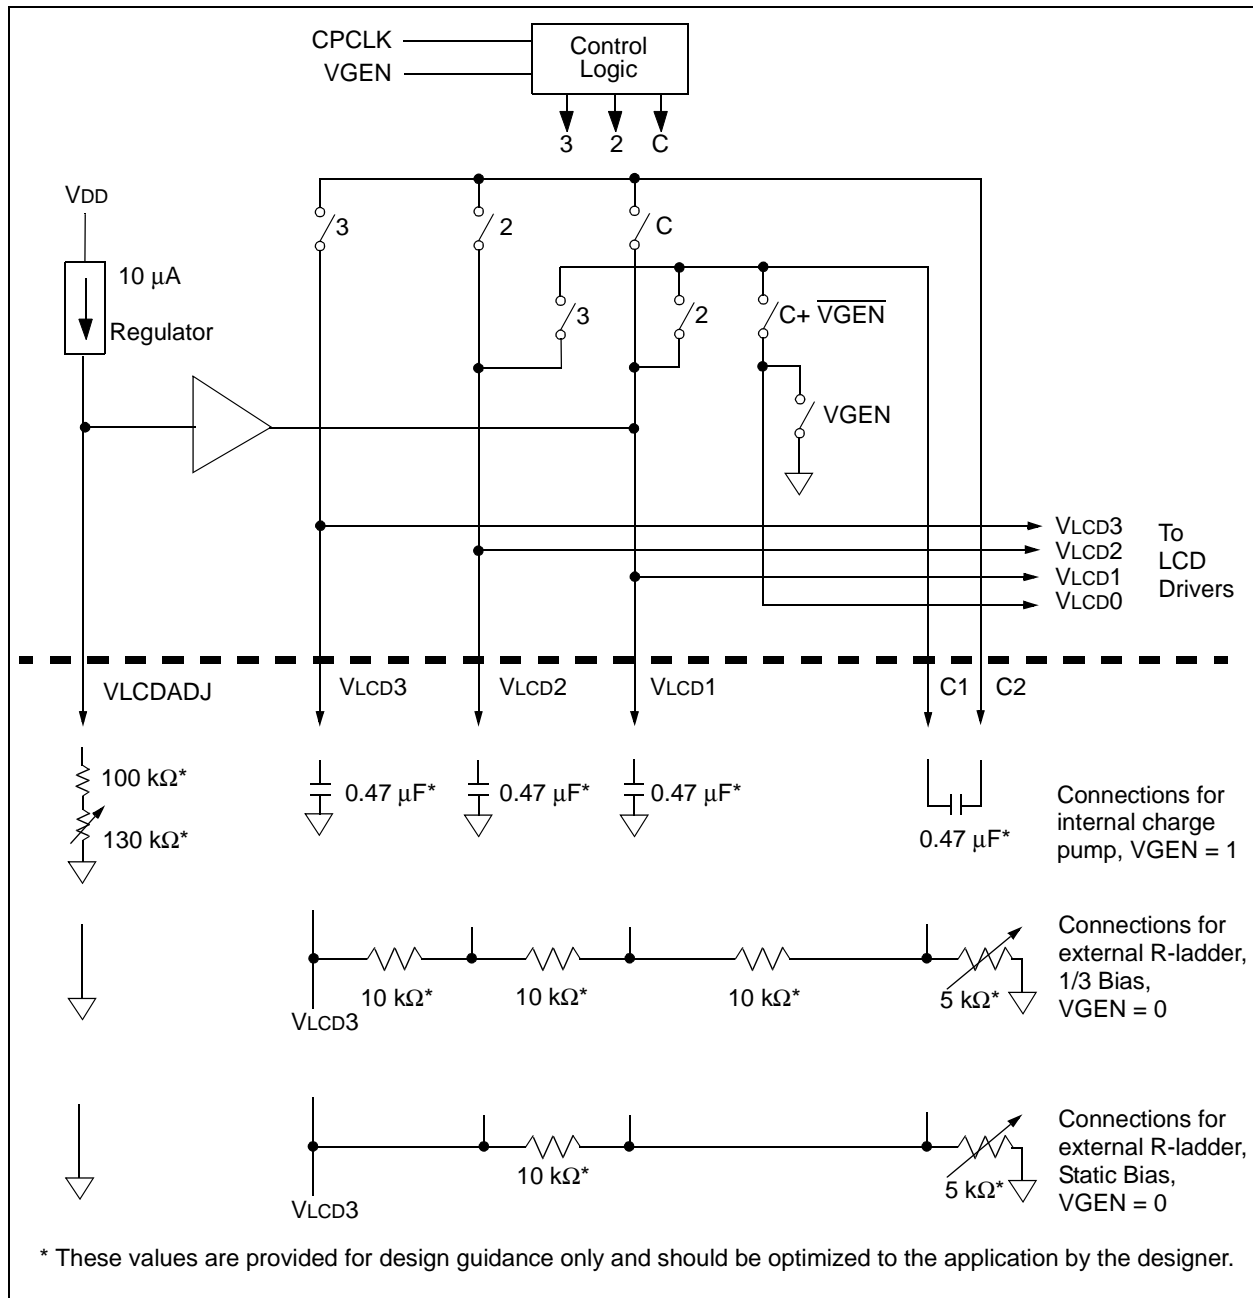 CPCLK
VGEN
Control
Logic
3 2 C
VDD
3
2
C
10 µA
Regulator
3
2
C+ V̅G̅E̅N̅
VGEN
VLCD3
VLCD2
VLCD1
VLCD0
To
LCD
Drivers
VLCDADJ
VLCD3
VLCD2
VLCD1
C1
C2
100 kΩ*
130 kΩ*
0.47 µF*
0.47 µF*
0.47 µF*
0.47 µF*
Connections for
internal charge
pump, VGEN = 1
10 kΩ*
10 kΩ*
10 kΩ*
5 kΩ*
VLCD3
Connections for
external R-ladder,
1/3 Bias,
VGEN = 0
10 kΩ*
5 kΩ*
VLCD3
Connections for
external R-ladder,
Static Bias,
VGEN = 0
* These values are provided for design guidance only and should be optimized to the application by the designer.